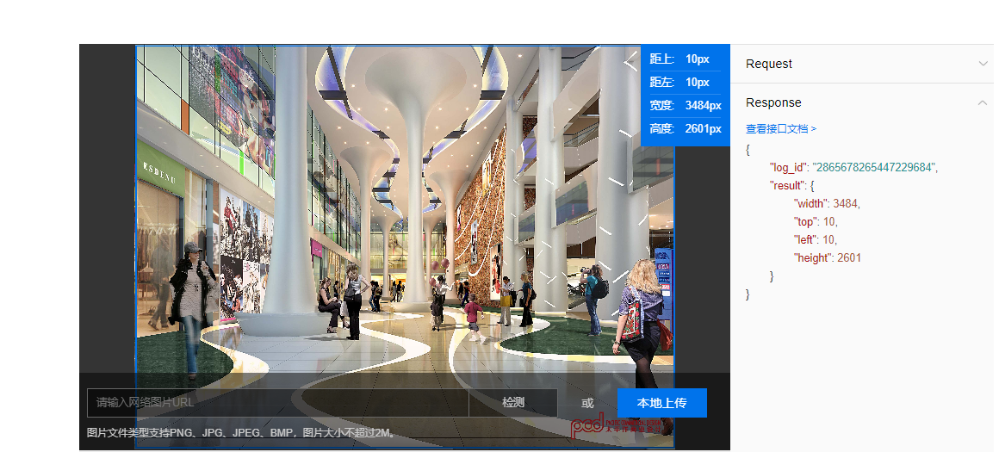 距上: 10px
距左: 10px
宽度: 3484px
高度: 2601px
ESDENU
请输入网络图片URL
检测
或
本地上传
图片文件类型支持PNG、JPG、JPEG、BMP，图片大小不超过2M。
pod
Request
Response
查看接口文档 >
{
"log_id": "2865678265447229684",
"result": {
"width": 3484,
"top": 10,
"left": 10,
"height": 2601
}
}